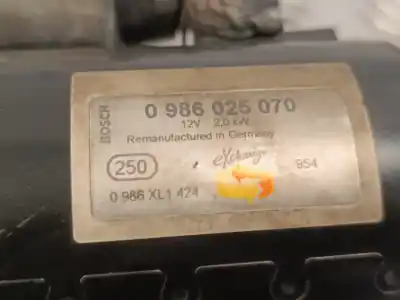 BOSCH
0 986 025 070
12V 2,0 kW
Remanufactured in Germany
250
eXchange
854
0 986 XL1 424